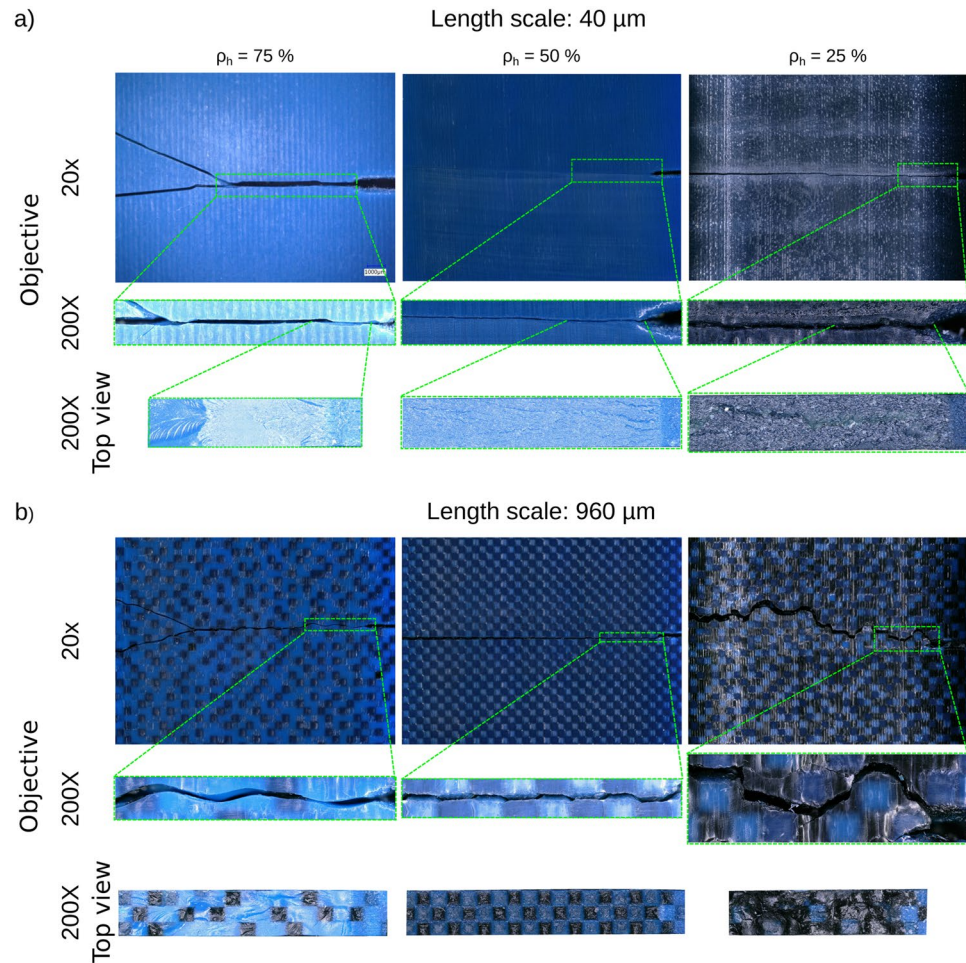 a)
Length scale: 40 µm
ρh = 75 %
ρh = 50 %
ρh = 25 %
Objective
20x
1000µm
200X
200X
Top view
b)
Length scale: 960 µm
Objective
20x
200X
200X
Top view